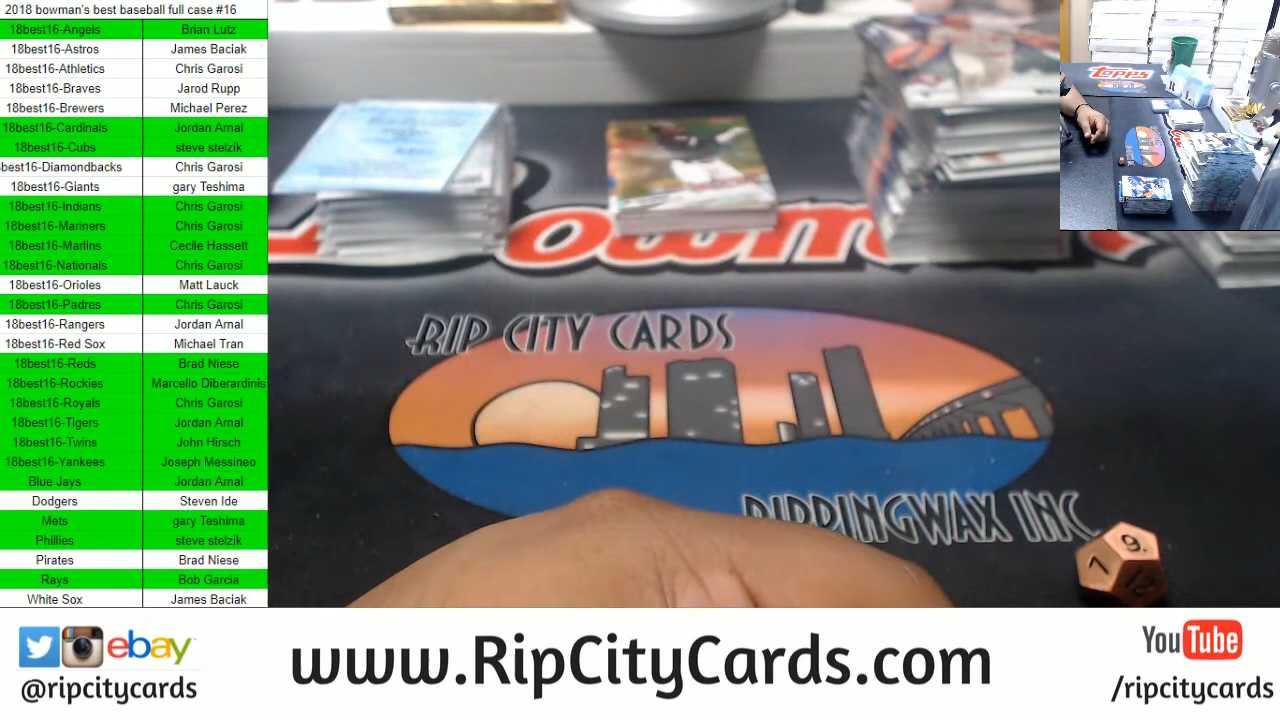 2018 bowman's best baseball full case #16
18best16-Angels Brian Lutz
18best16-Astros James Baciak
18best16-Athletics Chris Garosi
18best16-Braves Jarod Rupp
18best16-Brewers Michael Perez
18best16-Cardinals Jordan Arnal
18best16-Cubs steve stelzik
best16-Diamondbacks Chris Garosi
18best16-Giants gary Teshima
18best16-Indians Chris Garosi
18best16-Mariners Chris Garosi
18best16-Marlins Cecile Hassett
18best16-Nationals Chris Garosi
18best16-Orioles Matt Lauck
18best16-Padres Chris Garosi
18best16-Rangers Jordan Arnal
18best16-Red Sox Michael Tran
18best16-Reds Brad Niese
18best16-Rockies Marcello Diberardinis
18best16-Royals Chris Garosi
18best16-Tigers Jordan Arnal
18best16-Twins John Hirsch
18best16-Yankees Joseph Messineo
Blue Jays Jordan Arnal
Dodgers Steven Ide
Mets gary Teshima
Phillies steve stelzik
Pirates Brad Niese
Rays Bob Garcia
White Sox James Baciak
topps
RIP CITY CARDS
RIPPINGWAX INC
9.
7
ebay
@ripcitycards
www.RipCityCards.com
YouTube
/ripcitycards